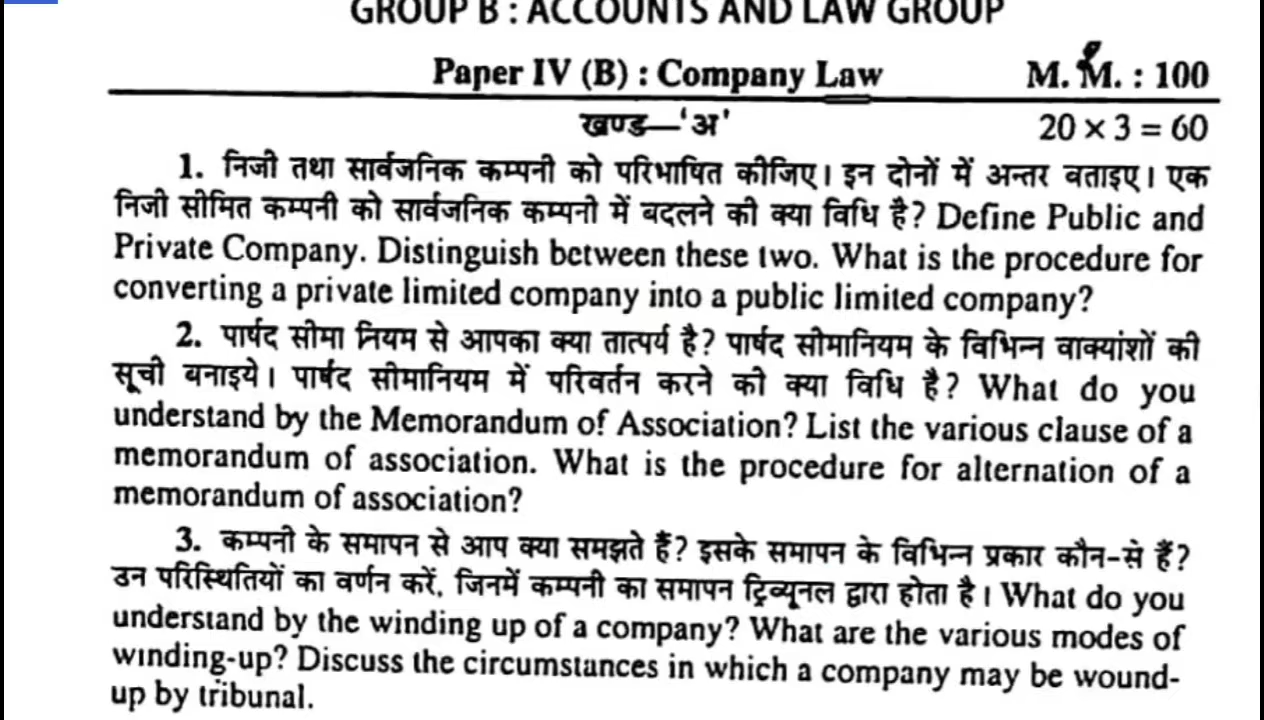 GROUP B : ACCOUNTS AND LAW GROUP
Paper IV (B) : Company Law M. M. : 100
खण्ड—‘अ’ 20 × 3 = 60
1. निजी तथा सार्वजनिक कम्पनी को परिभाषित कीजिए। इन दोनों में अन्तर बताइए। एक
निजी सीमित कम्पनी को सार्वजनिक कम्पनी में बदलने की क्या विधि है? Define Public and
Private Company. Distinguish between these two. What is the procedure for
converting a private limited company into a public limited company?
2. पार्षद सीमा नियम से आपका क्या तात्पर्य है? पार्षद सीमानियम के विभिन्न वाक्यांशों की
सूची बनाइये। पार्षद सीमानियम में परिवर्तन करने की क्या विधि है? What do you
understand by the Memorandum of Association? List the various clause of a
memorandum of association. What is the procedure for alternation of a
memorandum of association?
3. कम्पनी के समापन से आप क्या समझते हैं? इसके समापन के विभिन्न प्रकार कौन-से हैं?
उन परिस्थितियों का वर्णन करें, जिनमें कम्पनी का समापन ट्रिव्यूनल द्वारा होता है। What do you
understand by the winding up of a company? What are the various modes of
winding-up? Discuss the circumstances in which a company may be wound-
up by tribunal.